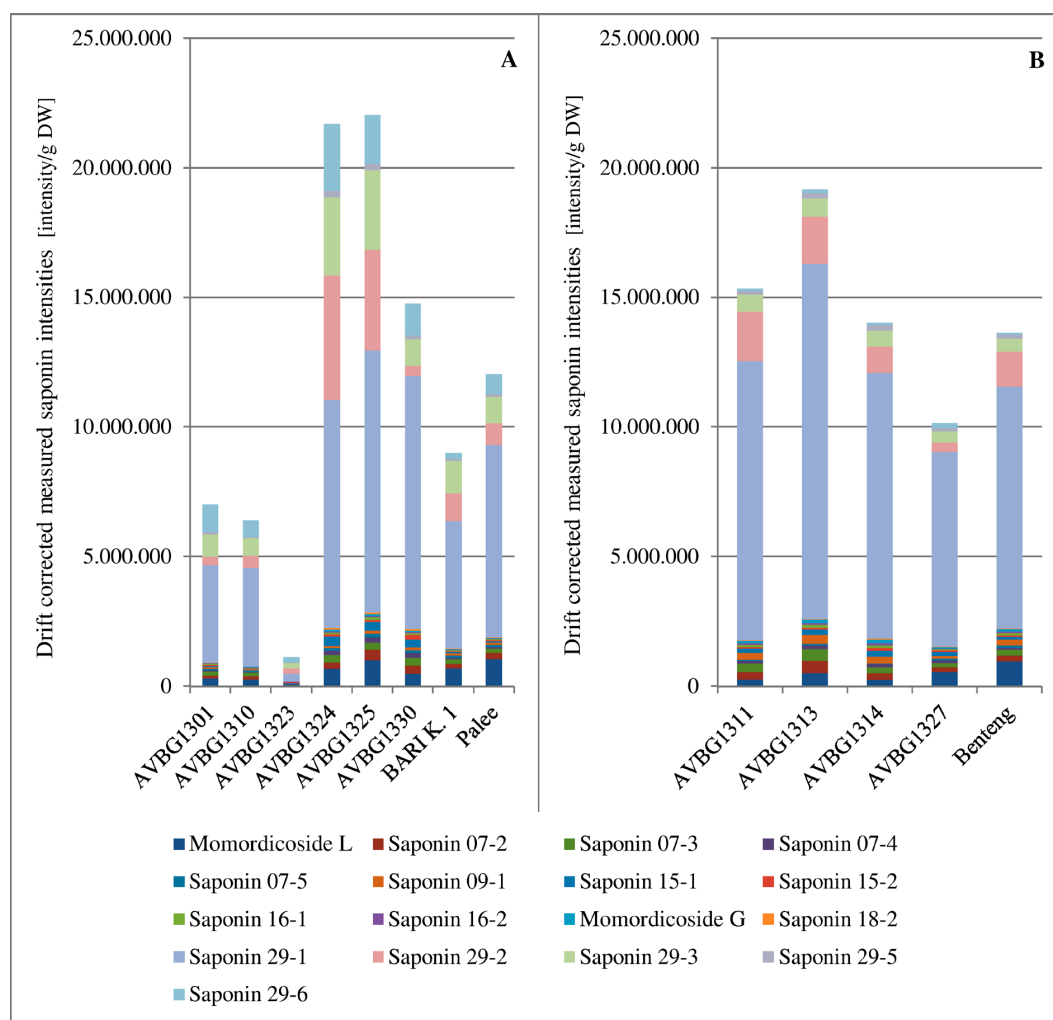 25.000.000
20.000.000
15.000.000
10.000.000
5.000.000
0
Drift corrected measured saponin intensities [intensity/g DW]
A
AVBG1301
AVBG1310
AVBG1323
AVBG1324
AVBG1325
AVBG1330
BARI K. 1
Palee
25.000.000
20.000.000
15.000.000
10.000.000
5.000.000
0
Drift corrected measured saponin intensities [intensity/g DW]
B
AVBG1311
AVBG1313
AVBG1314
AVBG1327
Benteng
Momordicoside L Saponin 07-2 Saponin 07-3 Saponin 07-4
Saponin 07-5 Saponin 09-1 Saponin 15-1 Saponin 15-2
Saponin 16-1 Saponin 16-2 Momordicoside G Saponin 18-2
Saponin 29-1 Saponin 29-2 Saponin 29-3 Saponin 29-5
Saponin 29-6